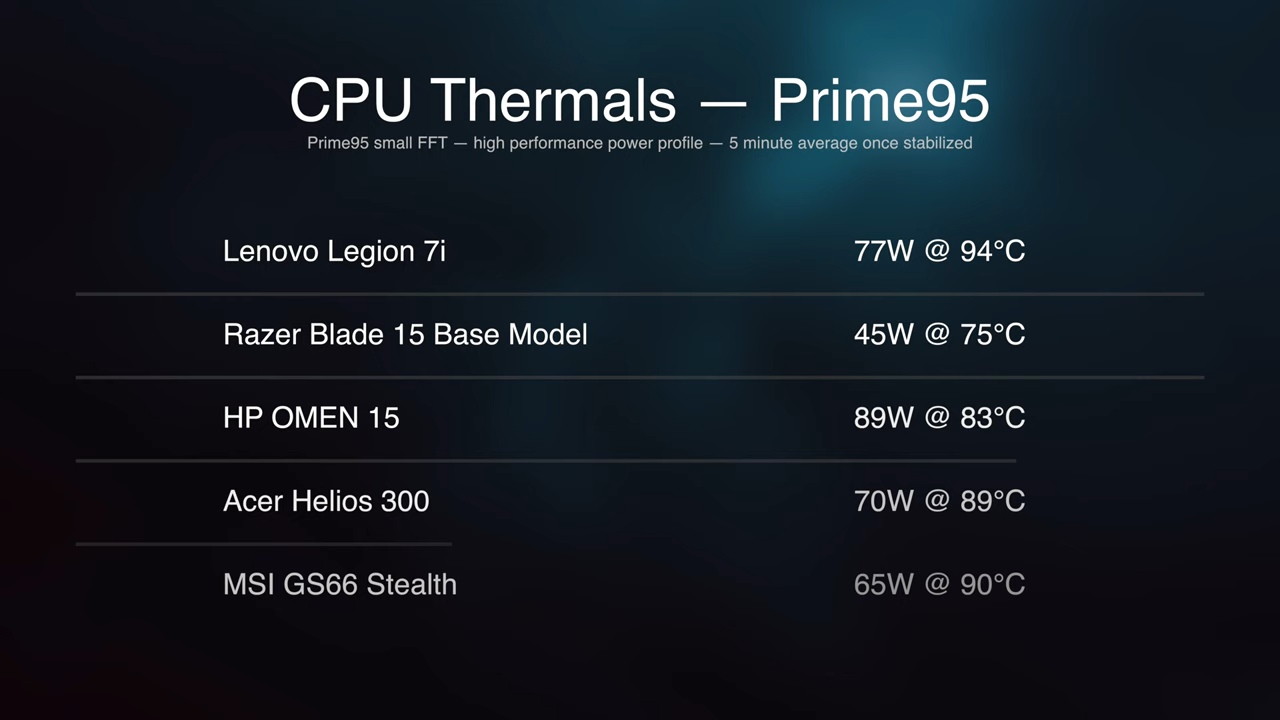 CPU Thermals — Prime95
Prime95 small FFT — high performance power profile — 5 minute average once stabilized
Lenovo Legion 7i 77W @ 94°C
Razer Blade 15 Base Model 45W @ 75°C
HP OMEN 15 89W @ 83°C
Acer Helios 300 70W @ 89°C
MSI GS66 Stealth 65W @ 90°C